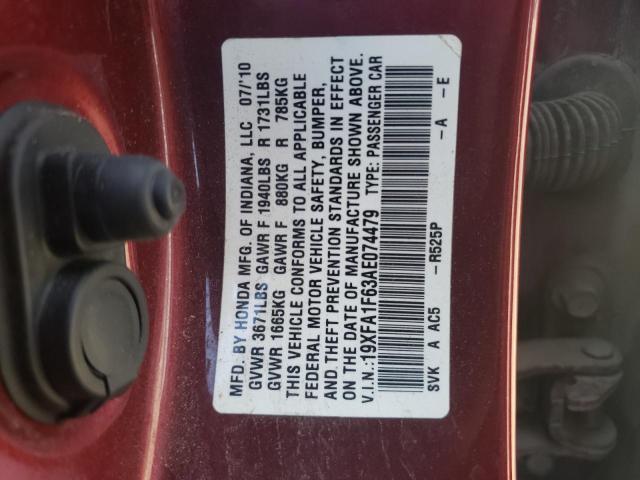 MFD. BY HONDA MFG. OF INDIANA, LLC 07/'10
GVWR 3671LBS GAWR F 1940LBS R 1731LBS
GVWR 1665KG GAWR F 880KG R 785KG
THIS VEHICLE CONFORMS TO ALL APPLICABLE
FEDERAL MOTOR VEHICLE SAFETY, BUMPER,
AND THEFT PREVENTION STANDARDS IN EFFECT
ON THE DATE OF MANUFACTURE SHOWN ABOVE.
V.I.N.: 19XFA1F63AE074479 TYPE: PASSENGER CAR
SVK A AC5 -R525P -A -E